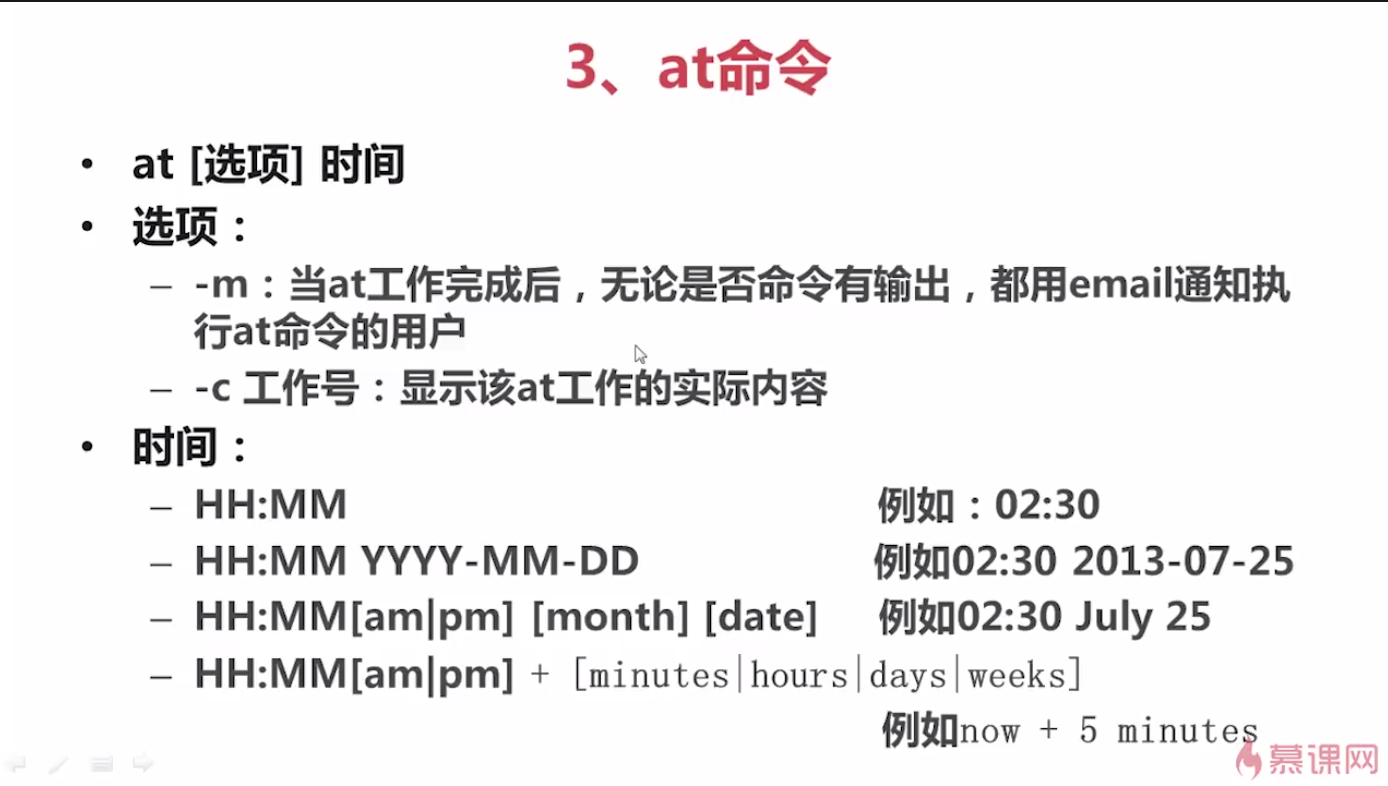 3、at命令
• at [选项] 时间
• 选项：
– -m：当at工作完成后，无论是否命令有输出，都用email通知执
行at命令的用户
– -c 工作号：显示该at工作的实际内容
• 时间：
– HH:MM 例如：02:30
– HH:MM YYYY-MM-DD 例如02:30 2013-07-25
– HH:MM[am|pm] [month] [date] 例如02:30 July 25
– HH:MM[am|pm] + [minutes|hours|days|weeks]
例如now + 5 minutes
慕课网